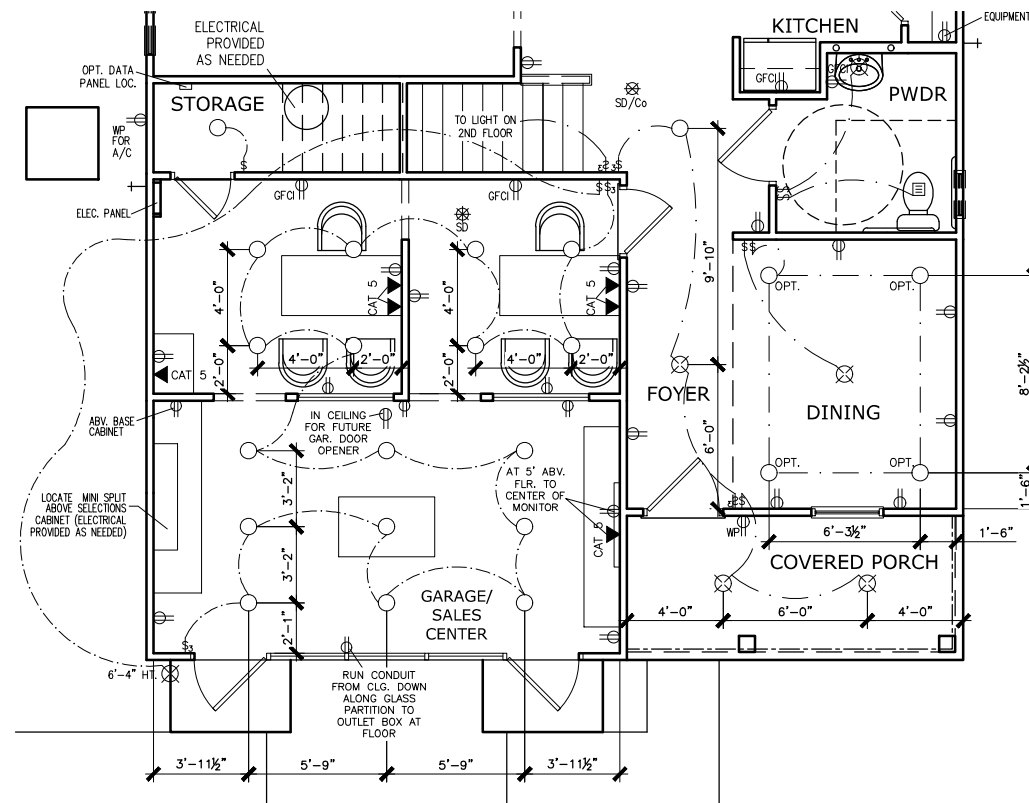 ELECTRICAL
PROVIDED
AS NEEDED
KITCHEN
EQUIPMENT
OPT. DATA
PANEL LOC.
STORAGE
GFCI
GFCI
PWDR
SD/Co
WP
FOR
A/C
TO LIGHT ON
2ND FLOOR
$
3$ 3$
$$3
ELEC. PANEL
GFCI
GFCI
SD
$$
$$
4'-0"
4'-0"
9'-10"
CAT 5
CAT 5
OPT.
OPT.
8'-2½"
4'-0"
2'-0"
4'-0"
2'-0"
2'-0"
2'-0"
CAT 5
FOYER
DINING
ABV. BASE
CABINET
IN CEILING
FOR FUTURE
GAR. DOOR
OPENER
6'-0"
OPT.
OPT.
1'-6"
LOCATE MINI SPLIT
ABOVE SELECTIONS
CABINET (ELECTRICAL
PROVIDED AS NEEDED)
3'-2"
AT 5' ABV.
FLR. TO
CENTER OF
MONITOR
3$$
WP
6'-3½"
1'-6"
CAT 5
3'-2"
COVERED PORCH
GARAGE/
SALES
CENTER
4'-0"
6'-0"
4'-0"
2'-1"
$3
6'-4" HT.
RUN CONDUIT
FROM CLG. DOWN
ALONG GLASS
PARTITION TO
OUTLET BOX AT
FLOOR
3'-11½"
5'-9"
5'-9"
3'-11½"